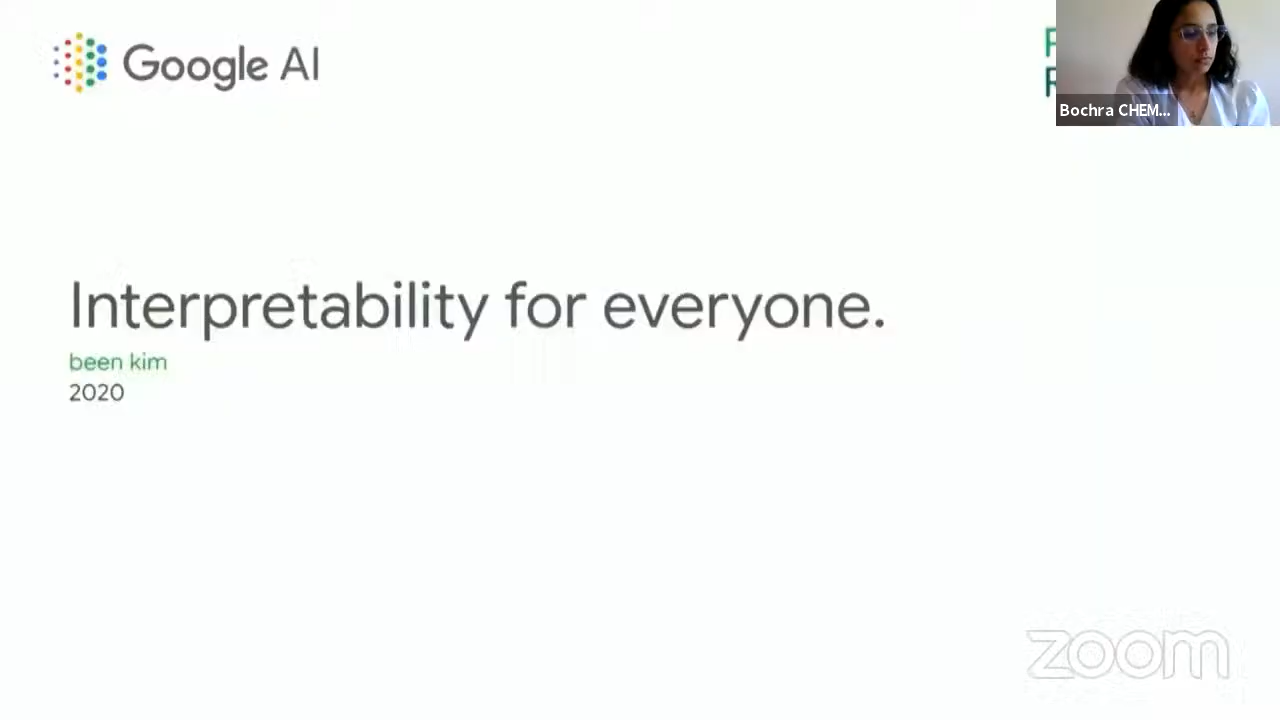 Google AI
Bochra CHEM...
Interpretability for everyone.
been kim
2020
zoom